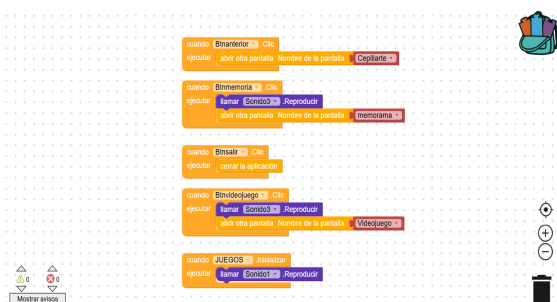 cuando Btnanterior .Clic
ejecutar abrir otra pantalla Nombre de la pantalla Cepillarte
cuando Btnmemoria .Clic
ejecutar llamar Sonido3 .Reproducir
abrir otra pantalla Nombre de la pantalla memorama
cuando Btnsalir .Clic
ejecutar cerrar la aplicación
cuando Btnvideojuego .Clic
ejecutar llamar Sonido3 .Reproducir
abrir otra pantalla Nombre de la pantalla Videojuego
cuando JUEGOS .Inicializar
ejecutar llamar Sonido1 .Reproducir
0 0
Mostrar avisos